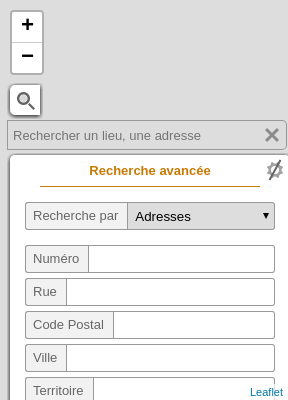 +
−
Rechercher un lieu, une adresse
Recherche avancée
Recherche par Adresses
Numéro
Rue
Code Postal
Ville
Territoire
Leaflet